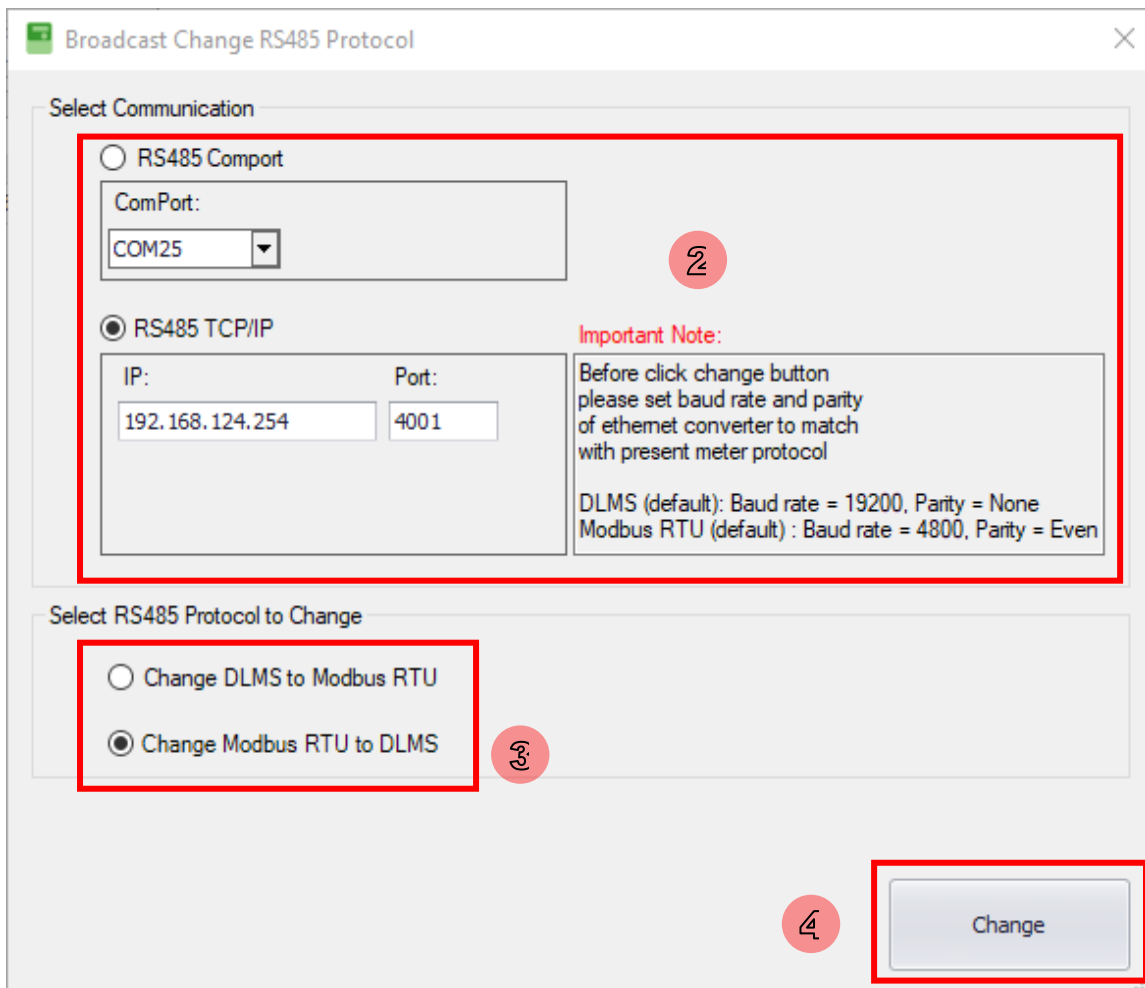 Broadcast Change RS485 Protocol
Select Communication
RS485 Comport
ComPort:
COM25
2
RS485 TCP/IP
IP:
Port:
192.168.124.254
4001
Important Note:
Before click change button
please set baud rate and parity
of ethernet converter to match
with present meter protocol
DLMS (default): Baud rate = 19200, Parity = None
Modbus RTU (default) : Baud rate = 4800, Parity = Even
Select RS485 Protocol to Change
Change DLMS to Modbus RTU
Change Modbus RTU to DLMS
3
4
Change